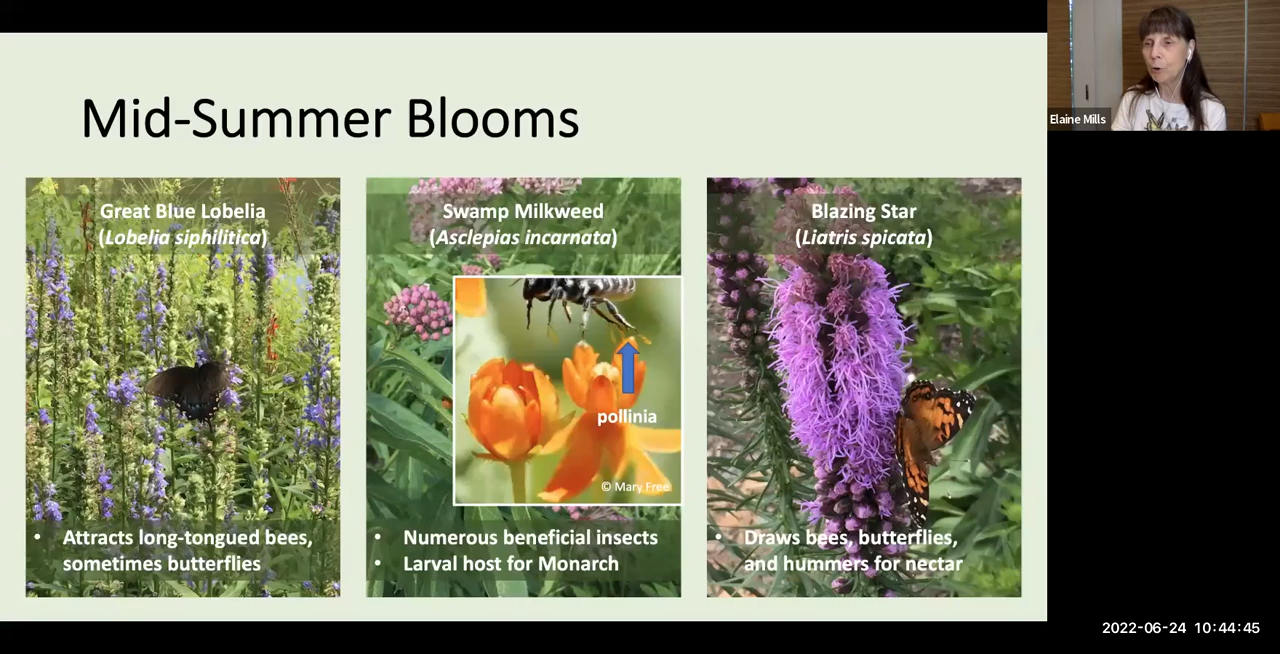 Mid-Summer Blooms
Great Blue Lobelia
(Lobelia siphilitica)
• Attracts long-tongued bees,
sometimes butterflies
Swamp Milkweed
(Asclepias incarnata)
pollinia
© Mary Free
• Numerous beneficial insects
• Larval host for Monarch
Blazing Star
(Liatris spicata)
• Draws bees, butterflies,
and hummers for nectar
Elaine Mills
2022-06-24 10:44:45